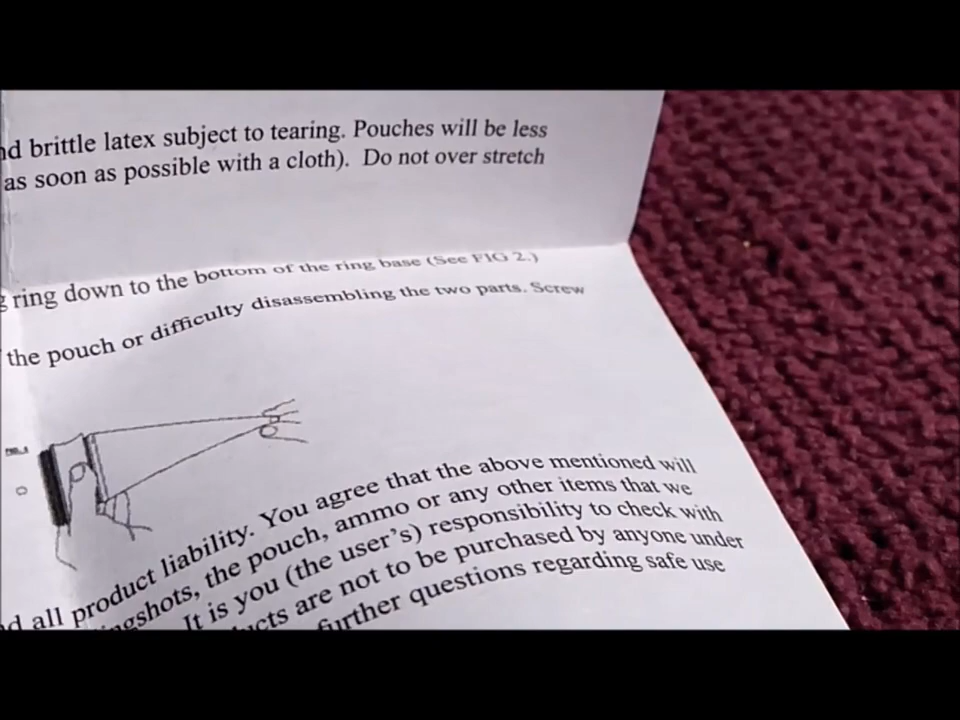 nd brittle latex subject to tearing. Pouches will be less
as soon as possible with a cloth). Do not over stretch
g ring down to the bottom of the ring base (See FIG 2.)
the pouch or difficulty disassembling the two parts. Screw
d all product liability. You agree that the above mentioned will
ngshots, the pouch, ammo or any other items that we
It is you (the user's) responsibility to check with
ucts are not to be purchased by anyone under
further questions regarding safe use